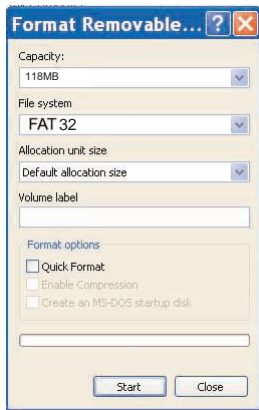 Format Removable...
Capacity:
118MB
File system
FAT 32
Allocation unit size
Default allocation size
Volume label
Format options
Quick Format
Enable Compression
Create an MS-DOS startup disk
Start
Close